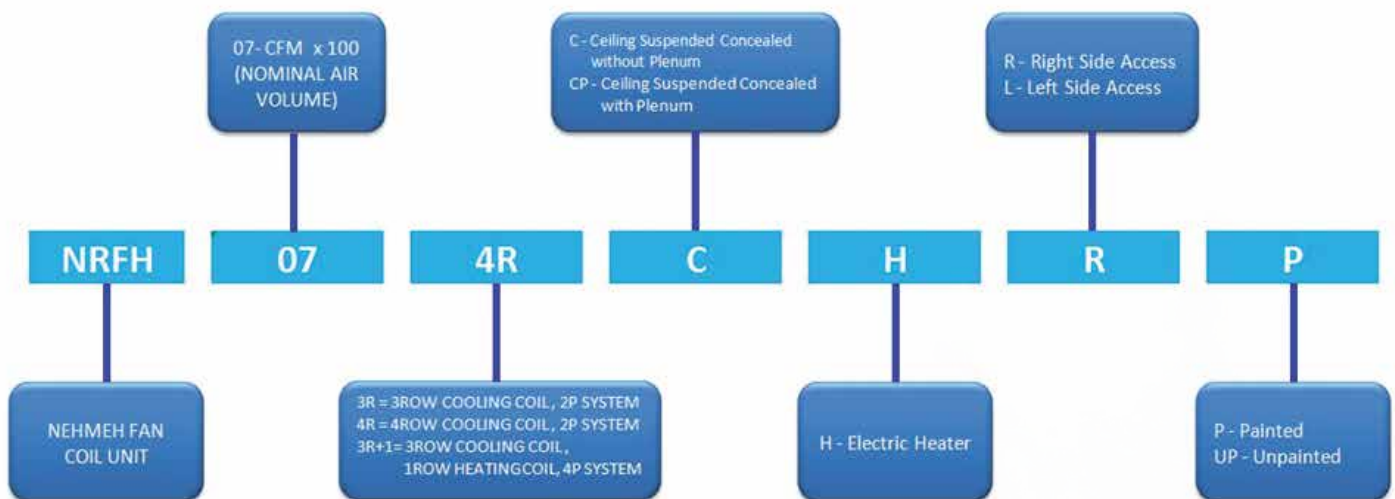 07- CFM x 100
(NOMINAL AIR
VOLUME)
C - Ceiling Suspended Concealed
without Plenum
CP - Ceiling Suspended Concealed
with Plenum
R - Right Side Access
L - Left Side Access
NRFH 07 4R C H R P
NEHMEH FAN
COIL UNIT
3R = 3ROW COOLING COIL, 2P SYSTEM
4R = 4ROW COOLING COIL, 2P SYSTEM
3R+1= 3ROW COOLING COIL,
1ROW HEATINGCOIL, 4P SYSTEM
H - Electric Heater
P - Painted
UP - Unpainted